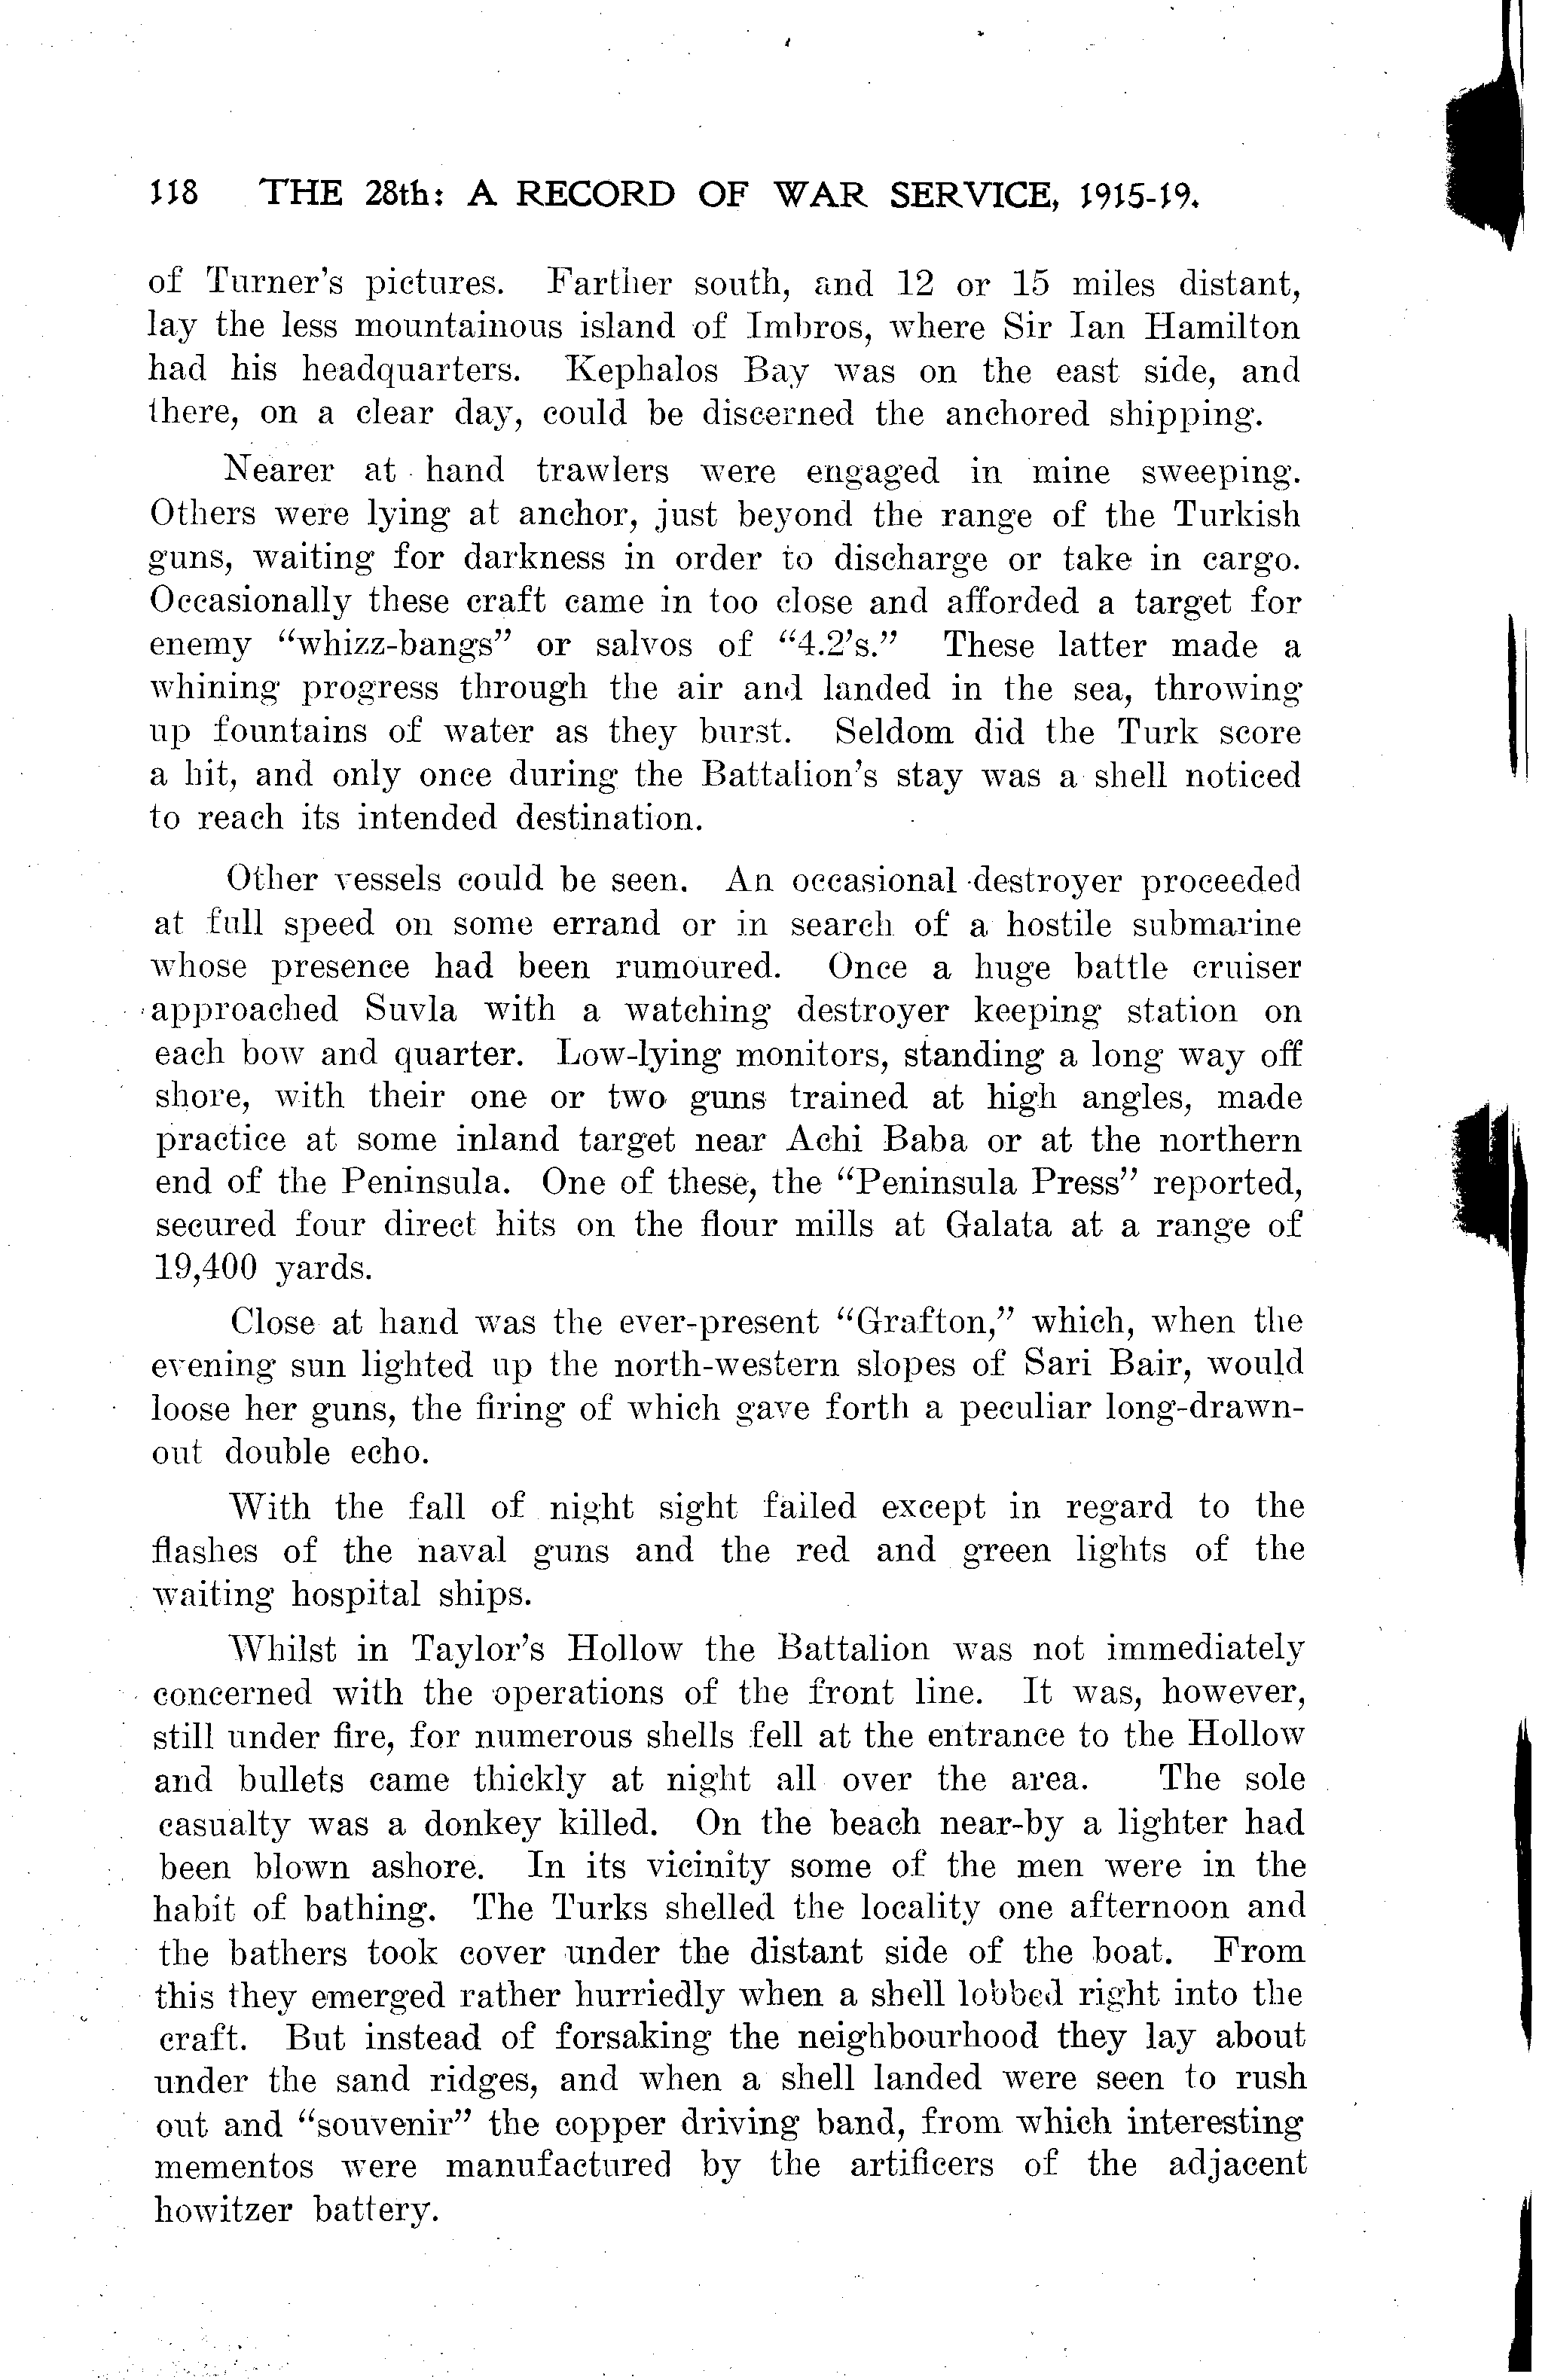 118 THE 28th: A RECORD OF WAR SERVICE, 1915-19.
of Turner's pictures. Farther south, and 12 or 15 miles distant,
lay the less mountainous island of Imbros, where Sir Ian Hamilton
had his headquarters. Kephalos Bay was on the east side, and
there, on a clear day, could be discerned the anchored shipping.
Nearer at hand trawlers were engaged in mine sweeping.
Others were lying at anchor, just beyond the range of the Turkish
guns, waiting for darkness in order to discharge or take in cargo.
Occasionally these craft came in too close and afforded a target for
enemy “whizz-bangs” or salvos of “4.2's.” These latter made a
whining progress through the air and landed in the sea, throwing
up fountains of water as they burst. Seldom did the Turk score
a hit, and only once during the Battalion's stay was a shell noticed
to reach its intended destination.
Other vessels could be seen. An occasional destroyer proceeded
at full speed on some errand or in search of a hostile submarine
whose presence had been rumoured. Once a huge battle cruiser
approached Suvla with a watching destroyer keeping station on
each bow and quarter. Low-lying monitors, standing a long way off
shore, with their one or two guns trained at high angles, made
practice at some inland target near Achi Baba or at the northern
end of the Peninsula. One of these, the “Peninsula Press” reported,
secured four direct hits on the flour mills at Galata at a range of
19,400 yards.
Close at hand was the ever-present “Grafton,” which, when the
evening sun lighted up the north-western slopes of Sari Bair, would
loose her guns, the firing of which gave forth a peculiar long-drawn-
out double echo.
With the fall of night sight failed except in regard to the
flashes of the naval guns and the red and green lights of the
waiting hospital ships.
Whilst in Taylor's Hollow the Battalion was not immediately
concerned with the operations of the front line. It was, however,
still under fire, for numerous shells fell at the entrance to the Hollow
and bullets came thickly at night all over the area. The sole
casualty was a donkey killed. On the beach near-by a lighter had
been blown ashore. In its vicinity some of the men were in the
habit of bathing. The Turks shelled the locality one afternoon and
the bathers took cover under the distant side of the boat. From
this they emerged rather hurriedly when a shell lobbed right into the
craft. But instead of forsaking the neighbourhood they lay about
under the sand ridges, and when a shell landed were seen to rush
out and “souvenir” the copper driving band, from which interesting
mementos were manufactured by the artificers of the adjacent
howitzer battery.